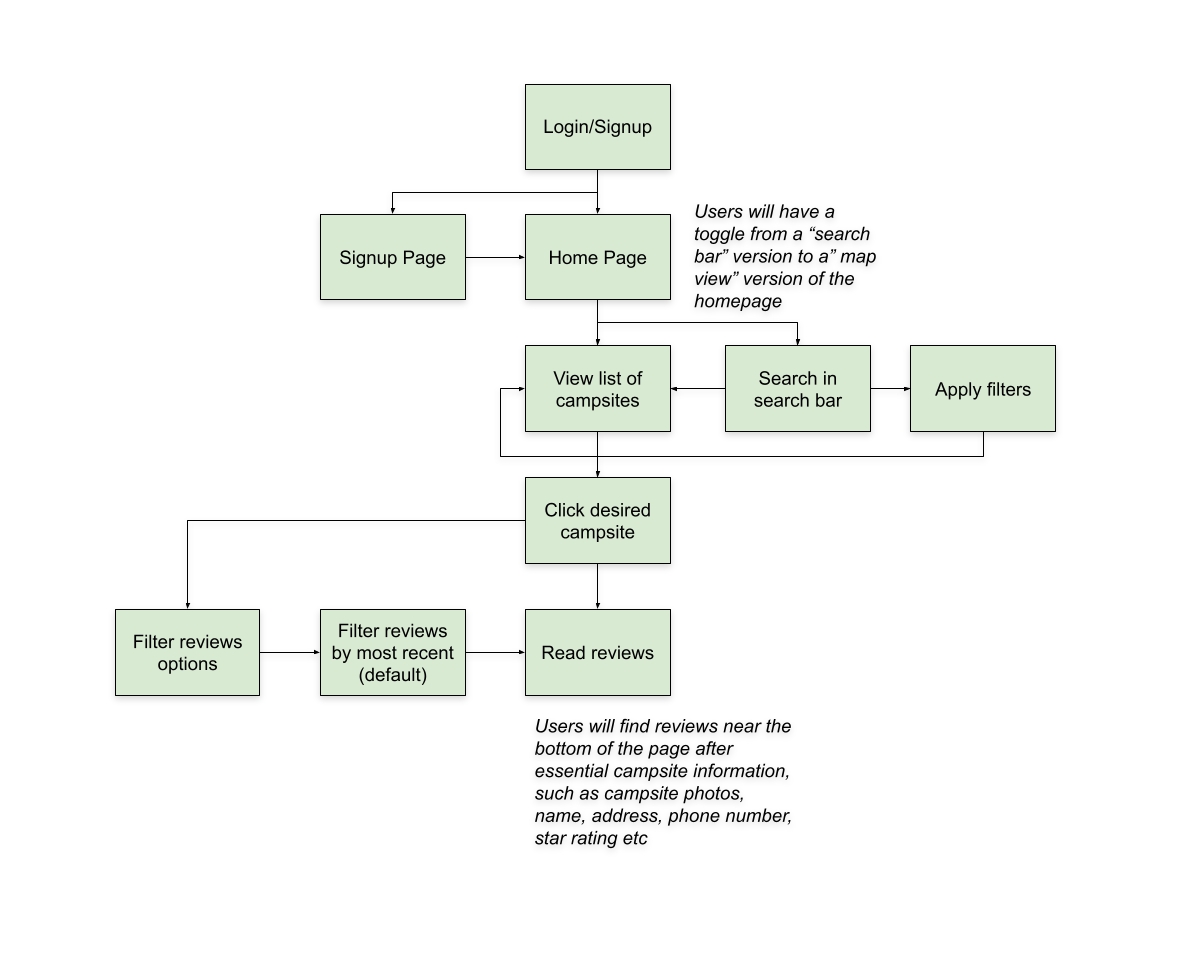 Login/Signup
Signup Page
Home Page
Users will have a
toggle from a “search
bar” version to a” map
view” version of the
homepage
View list of
campsites
Search in
search bar
Apply filters
Click desired
campsite
Filter reviews
options
Filter reviews
by most recent
(default)
Read reviews
Users will find reviews near the
bottom of the page after
essential campsite information,
such as campsite photos,
name, address, phone number,
star rating etc